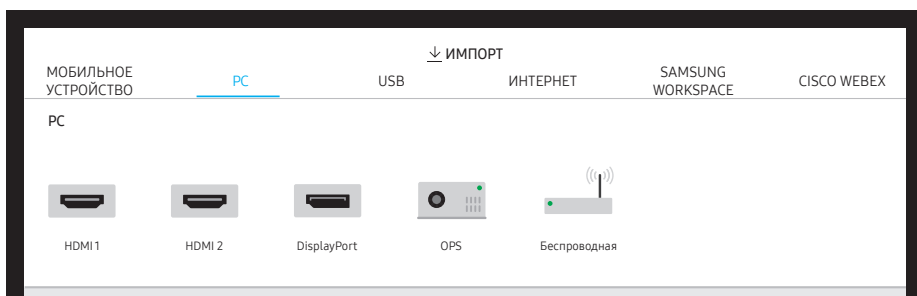 ИМПОРТ
МОБИЛЬНОЕ
УСТРОЙСТВО
PC
USB
ИНТЕРНЕТ
SAMSUNG
WORKSPACE
CISCO WEBEX
PC
HDMI 1
HDMI 2
DisplayPort
OPS
Беспроводная